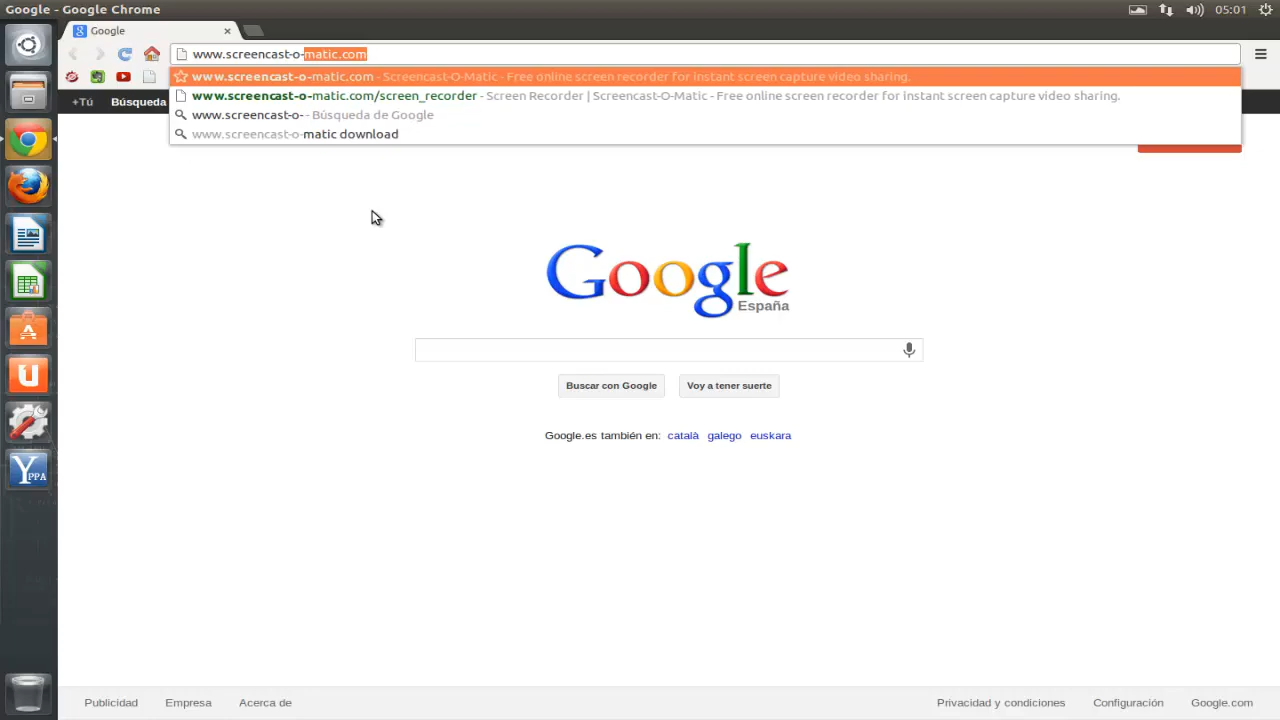 Google - Google Chrome
05:01
Google
www.screencast-o-matic.com
www.screencast-o-matic.com - Screencast-O-Matic - Free online screen recorder for instant screen capture video sharing.
www.screencast-o-matic.com/screen_recorder - Screen Recorder | Screencast-O-Matic - Free online screen recorder for instant screen capture video sharing.
+Tú Búsqueda
www.screencast-o- - Búsqueda de Google
www.screencast-o-matic download
Google
España
Buscar con Google Voy a tener suerte
Google.es también en: català galego euskara
Y PPA
Publicidad Empresa Acerca de Privacidad y condiciones Configuración Google.com